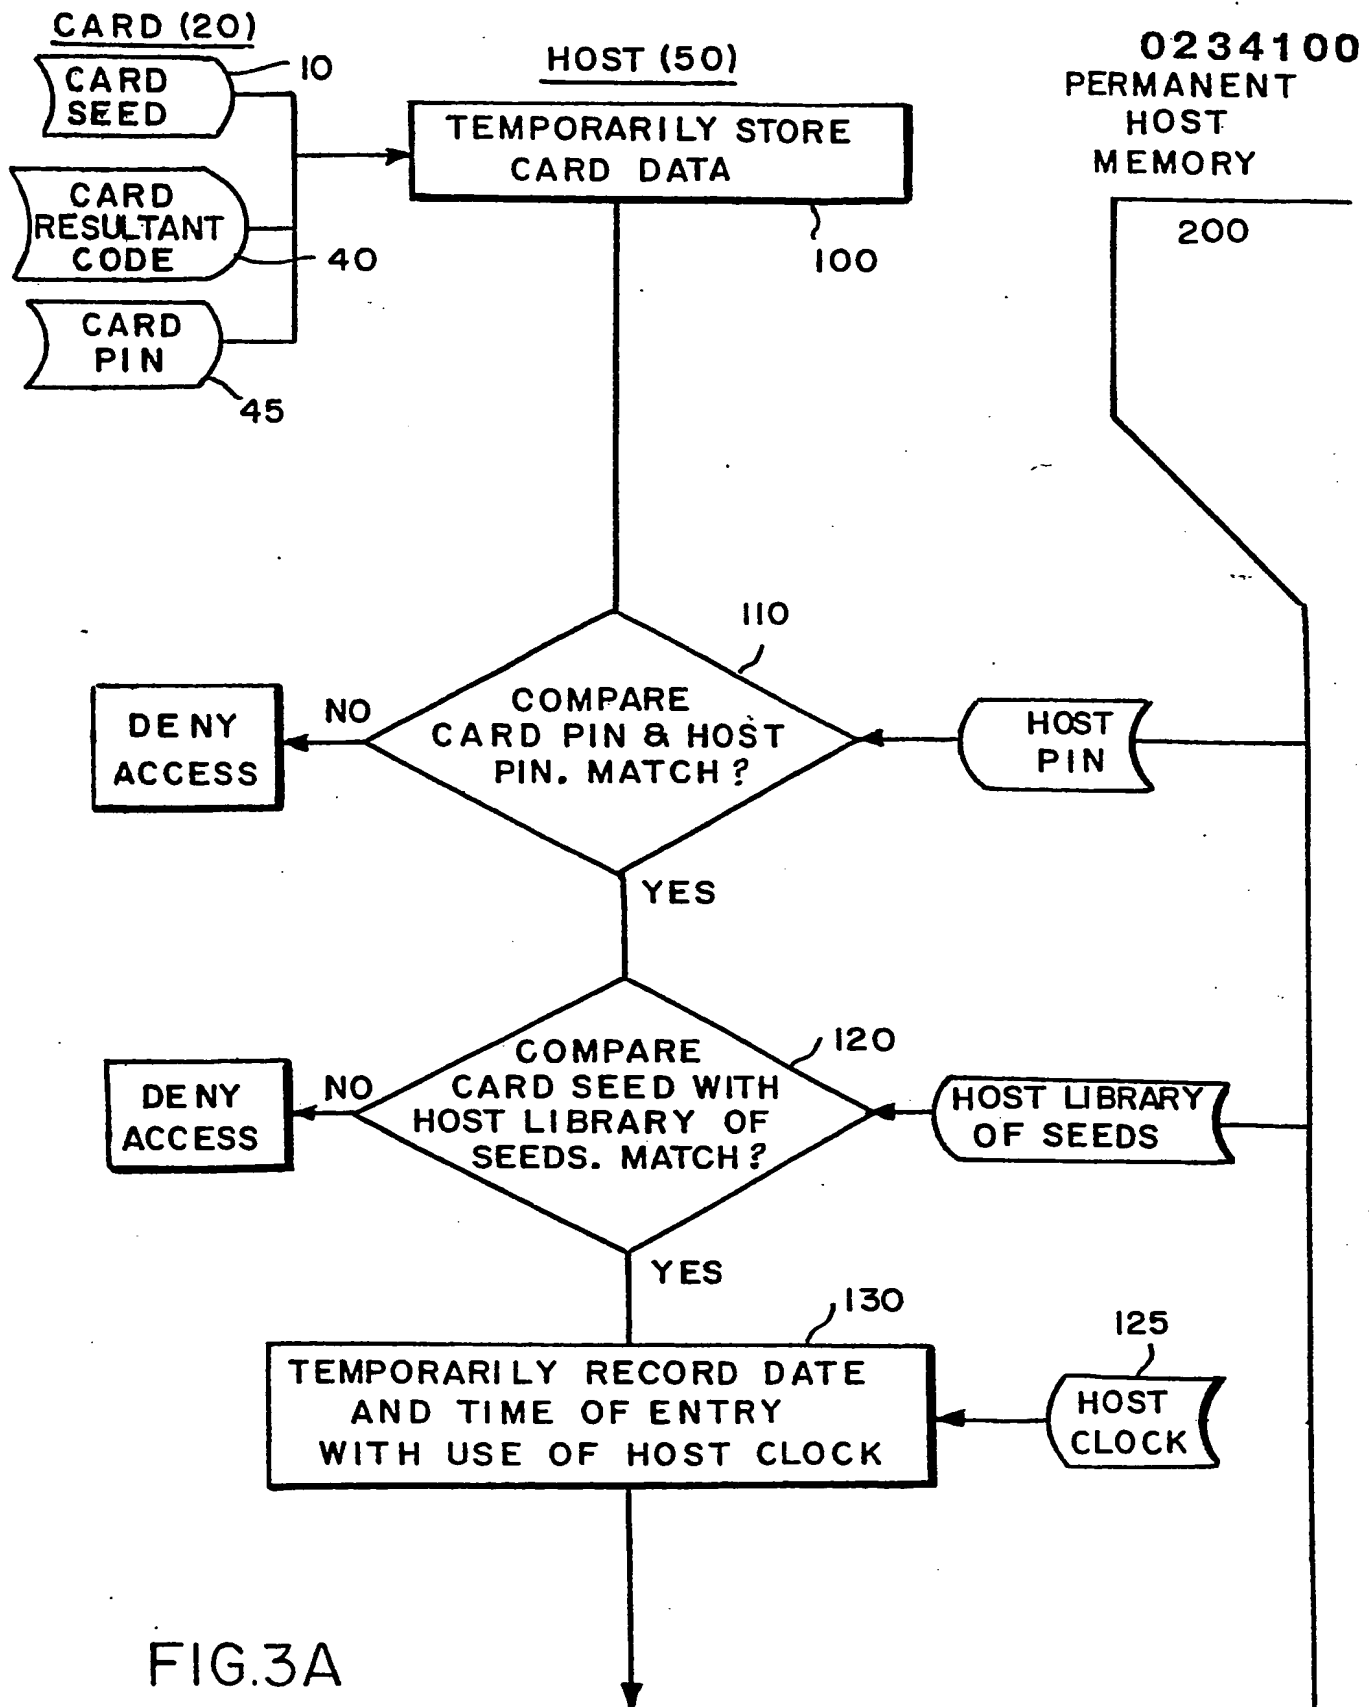 CARD (20)
CARD
SEED
10
CARD
RESULTANT
CODE
40
CARD
PIN
45
HOST (50)
TEMPORARILY STORE
CARD DATA
100
0234100
PERMANENT
HOST
MEMORY
200
110
COMPARE
CARD PIN & HOST
PIN. MATCH?
NO
DENY
ACCESS
HOST
PIN
YES
120
COMPARE
CARD SEED WITH
HOST LIBRARY OF
SEEDS. MATCH?
NO
DENY
ACCESS
HOST LIBRARY
OF SEEDS
YES
130
TEMPORARILY RECORD DATE
AND TIME OF ENTRY
WITH USE OF HOST CLOCK
125
HOST
CLOCK
FIG.3A